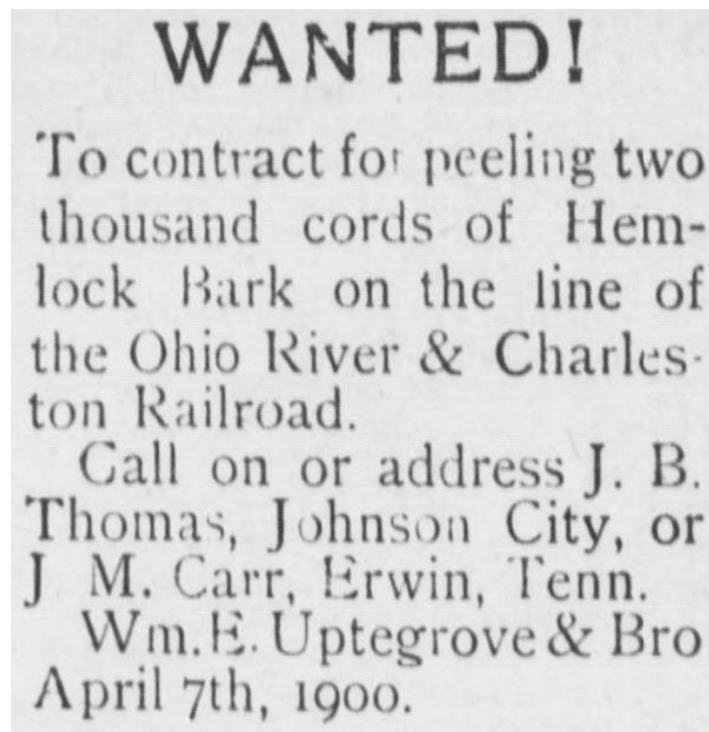 WANTED!
To contract for peeling two
thousand cords of Hem-
lock Bark on the line of
the Ohio River & Charles-
ton Railroad.
Call on or address J. B.
Thomas, Johnson City, or
J M. Carr, Erwin, Tenn.
Wm. E. Uptegrove & Bro
April 7th, 1900.